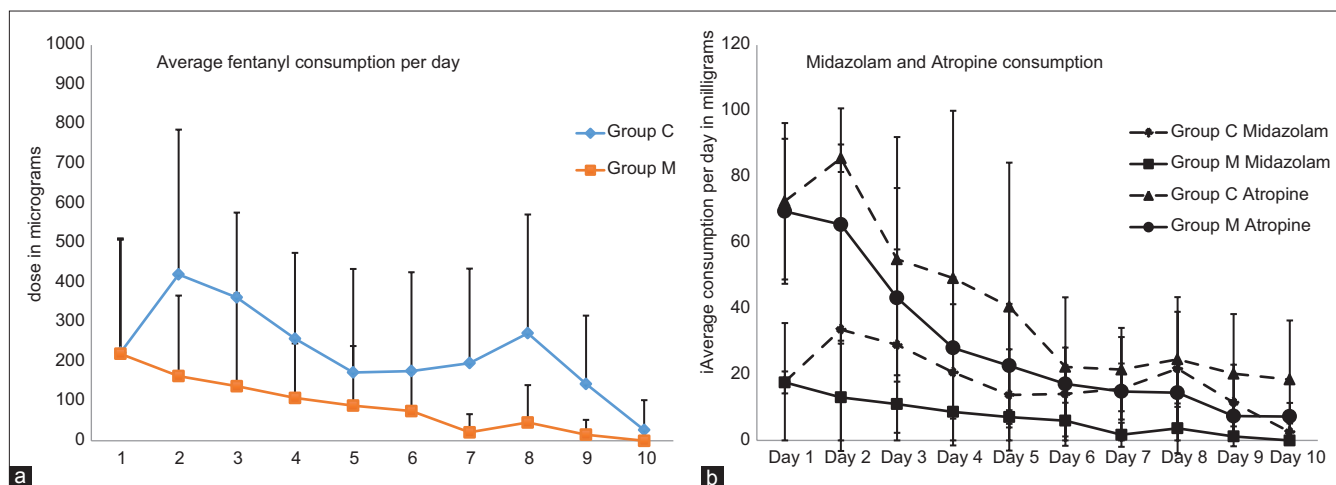 Average fentanyl consumption per day
dose in micrograms
1000
900
800
700
600
500
400
300
200
100
0
1 2 3 4 5 6 7 8 9 10
Group C
Group M
a
Midazolam and Atropine consumption
iAverage consumption per day in milligrams
120
100
80
60
40
20
0
Day 1 Day 2 Day 3 Day 4 Day 5 Day 6 Day 7 Day 8 Day 9 Day 10
Group C Midazolam
Group M Midazolam
Group C Atropine
Group M Atropine
b